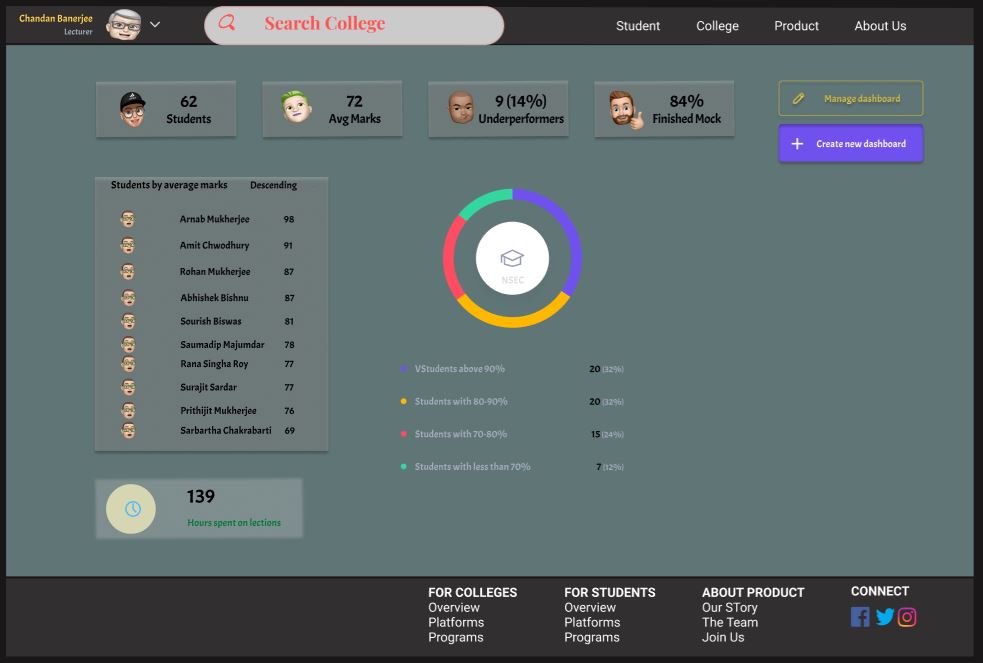 Chandan Banerjee
Lecturer
Search College
Student College Product About Us
62
Students
72
Avg Marks
9 (14%)
Underperformers
84%
Finished Mock
Manage dashboard
Create new dashboard
Students by average marks Descending
Arnab Mukherjee 98
Amit Chwodhury 91
Rohan Mukherjee 87
Abhishek Bishnu 87
Sourish Biswas 81
Saumadip Majumdar 78
Rana Singha Roy 77
Surajit Sardar 77
Prithijit Mukherjee 76
Sarbartha Chakrabarti 69
NSEC
VStudents above 90% 20 (32%)
Students with 80-90% 20 (32%)
Students with 70-80% 15 (24%)
Students with less than 70% 7 (12%)
139
Hours spent on lections
FOR COLLEGES
Overview
Platforms
Programs
FOR STUDENTS
Overview
Platforms
Programs
ABOUT PRODUCT
Our STory
The Team
Join Us
CONNECT